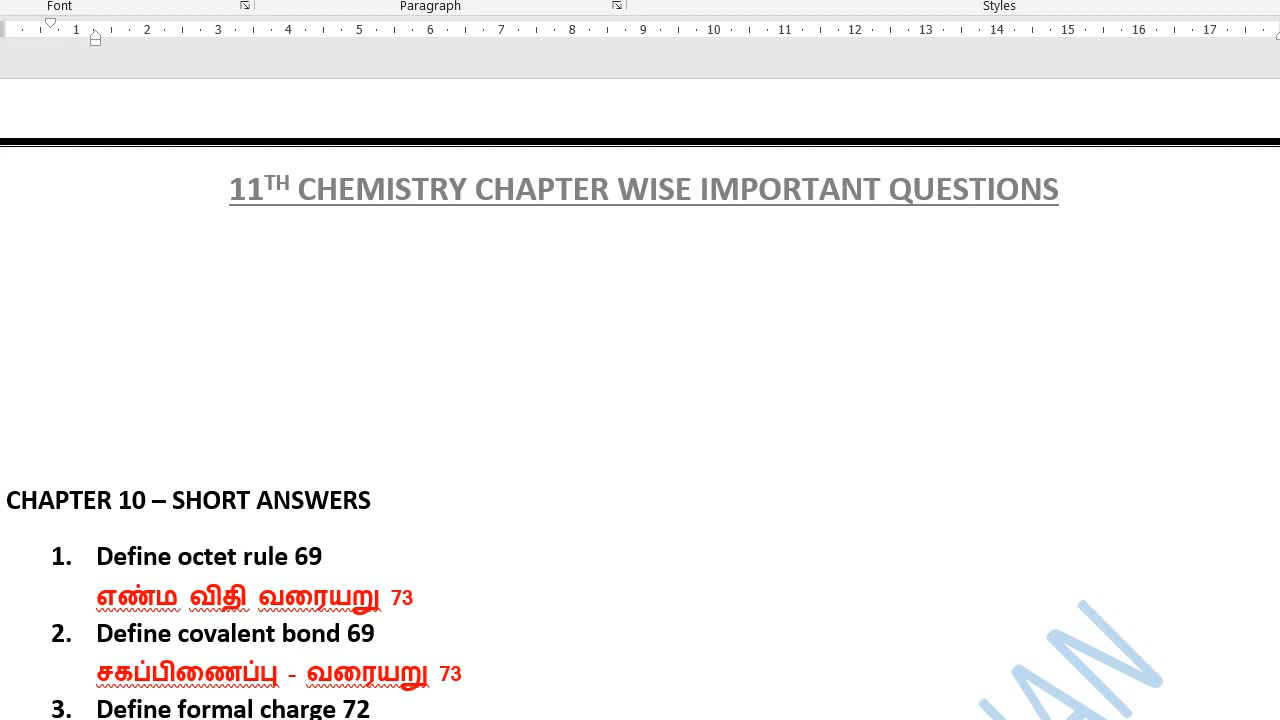 Font Paragraph Styles
1 2 3 4 5 6 7 8 9 10 11 12 13 14 15 16 17
11TH CHEMISTRY CHAPTER WISE IMPORTANT QUESTIONS
CHAPTER 10 – SHORT ANSWERS
1. Define octet rule 69
எண்ம விதி வரையறு 73
2. Define covalent bond 69
சகப்பிணைப்பு - வரையறு 73
3. Define formal charge 72